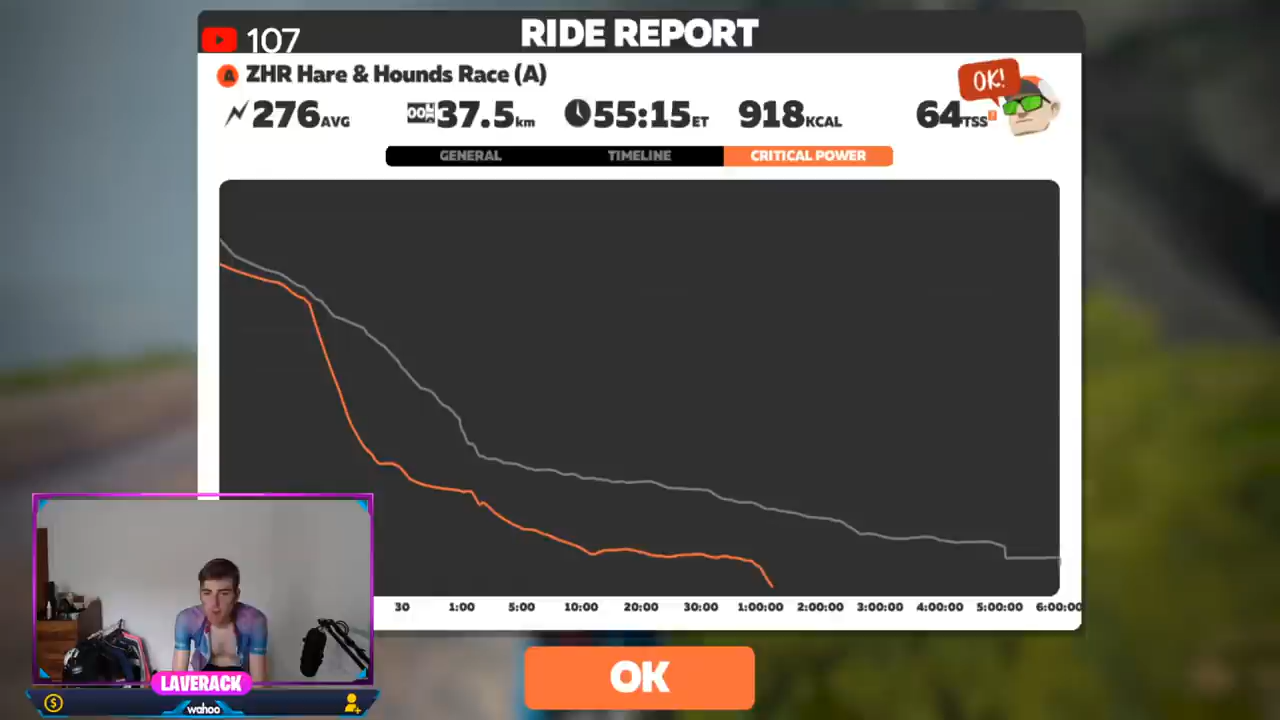 107
RIDE REPORT
A ZHR Hare & Hounds Race (A)
OK!
276AVG 37.5km 55:15ET 918KCAL 64TSS
GENERAL TIMELINE CRITICAL POWER
30 1:00 5:00 10:00 20:00 30:00 1:00:00 2:00:00 3:00:00 4:00:00 5:00:00 6:00:00
OK
LAVERACK
wahoo